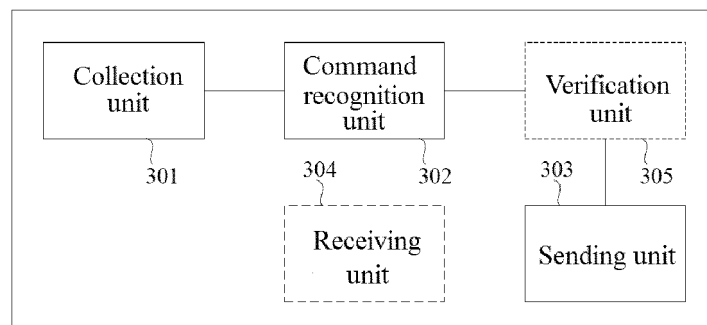 Collection
unit
Command
recognition
unit
Verification
unit
301
304
302
303
305
Receiving
unit
Sending unit